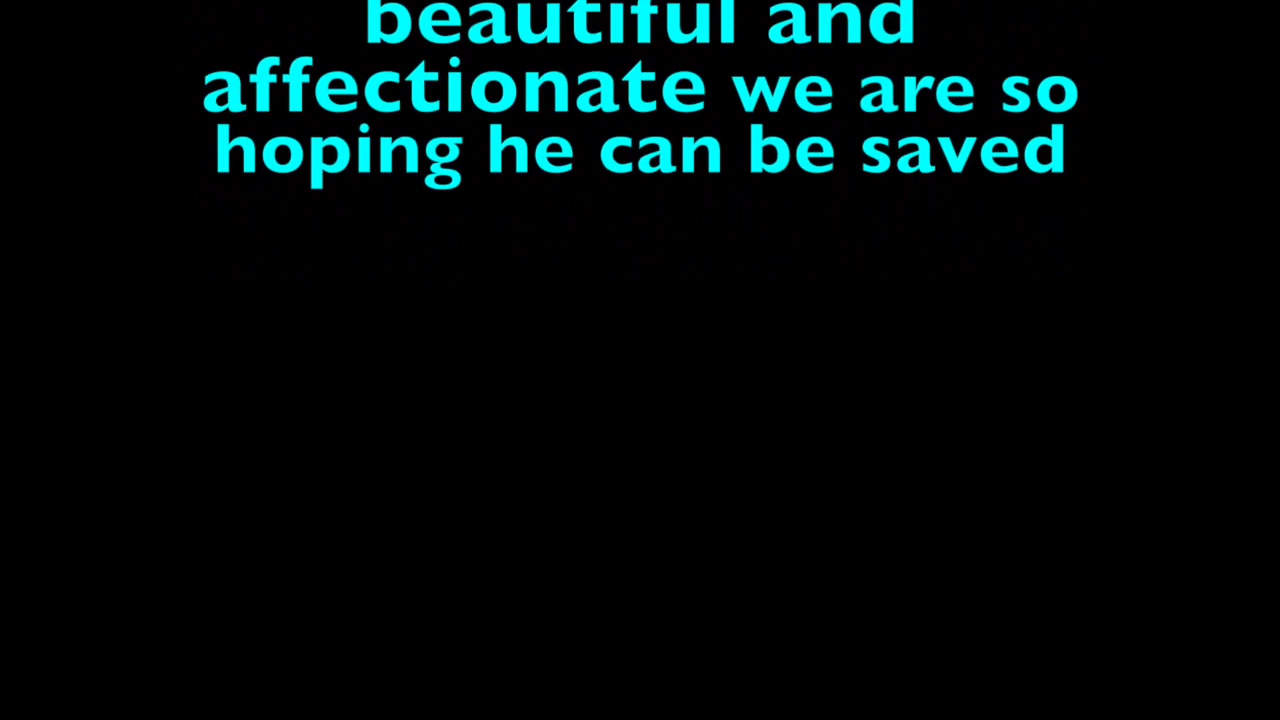 beautiful and
affectionate we are so
hoping he can be saved